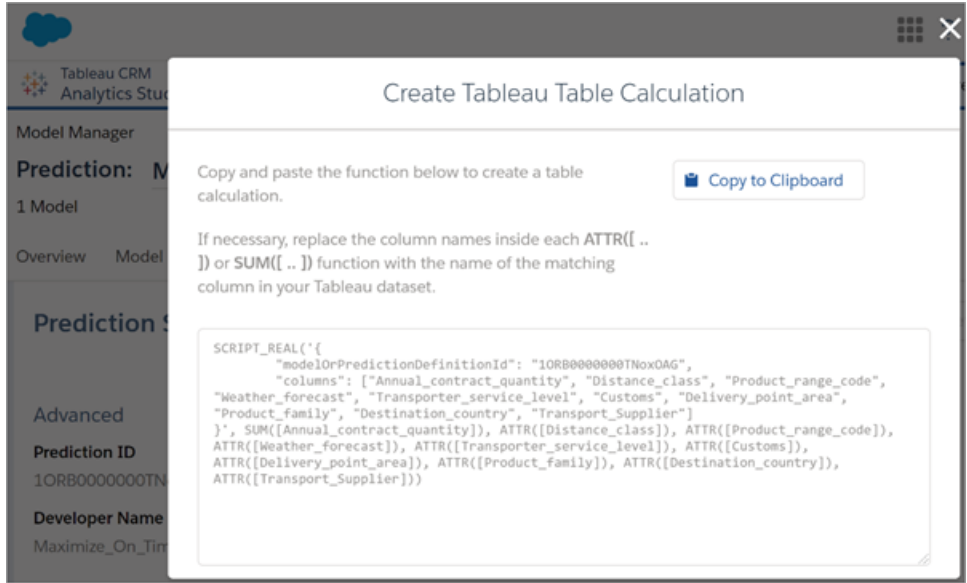 Tableau CRM
Analytics Stud
Model Manager
Prediction: M
1 Model
Overview Model
Prediction S
Advanced
Prediction ID
1ORB0000000TN
Developer Name
Maximize_On_Tim
Create Tableau Table Calculation
Copy and paste the function below to create a table
calculation.
Copy to Clipboard
If necessary, replace the column names inside each ATTR([ ..
]) or SUM([ .. ]) function with the name of the matching
column in your Tableau dataset.
SCRIPT_REAL('{
"modelOrPredictionDefinitionId": "1ORB0000000TNoxOAG",
"columns": ["Annual_contract_quantity", "Distance_class", "Product_range_code",
"Weather_forecast", "Transporter_service_level", "Customs", "Delivery_point_area",
"Product_family", "Destination_country", "Transport_Supplier"]
}', SUM([Annual_contract_quantity]), ATTR([Distance_class]), ATTR([Product_range_code]),
ATTR([Weather_forecast]), ATTR([Transporter_service_level]), ATTR([Customs]),
ATTR([Delivery_point_area]), ATTR([Product_family]), ATTR([Destination_country]),
ATTR([Transport_Supplier]))